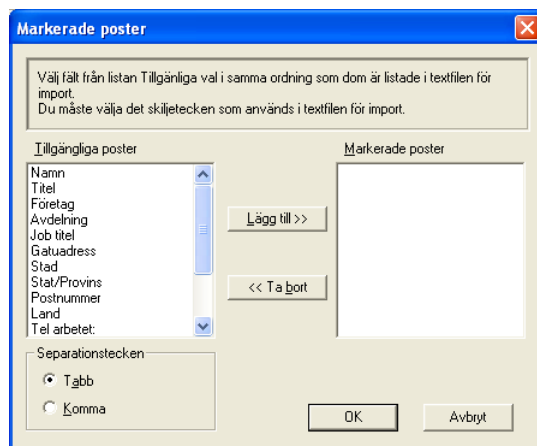 Markerade poster
Välj fält från listan Tillgänliga val i samma ordning som dom är listade i textfilen för
import.
Du måste välja det skiljetecken som används i textfilen för import.
Tillgängliga poster
Markerade poster
Namn
Titel
Företag
Avdelning
Job titel
Gatuadress
Stad
Stat/Provins
Postnummer
Land
Tel arbetet:
Lägg till >>
<< Ta bort
Separationstecken
Tabb
Komma
OK
Avbryt